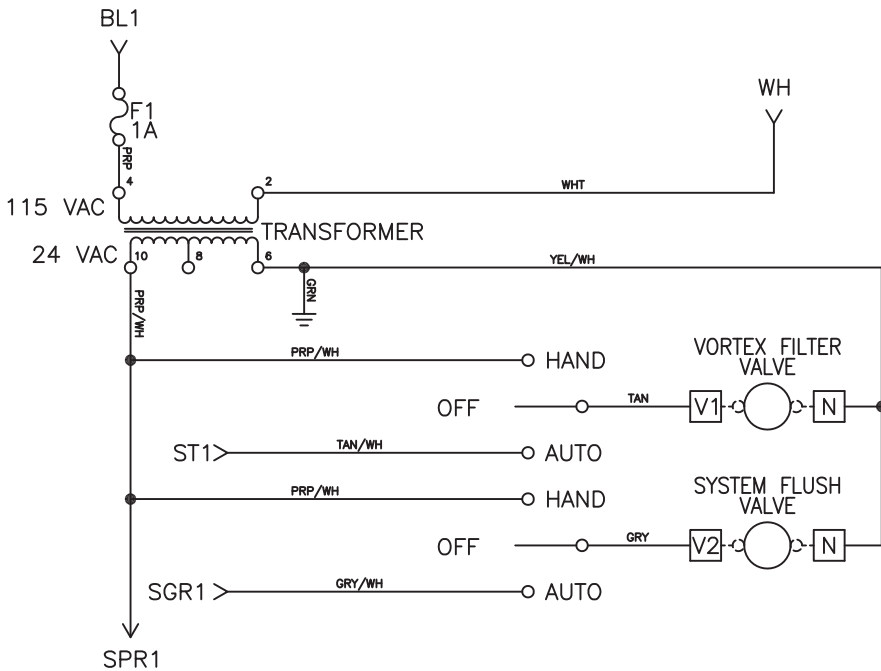 BL1
F1
1A
PRP
4
2
WH
WHT
115 VAC
TRANSFORMER
24 VAC
10
8
6
YEL/WH
GRN
PRP/WH
PRP/WH
HAND
VORTEX FILTER
VALVE
OFF
TAN
V1
N
ST1
TAN/WH
AUTO
PRP/WH
HAND
SYSTEM FLUSH
VALVE
OFF
GRY
V2
N
SGR1
GRY/WH
AUTO
SPR1